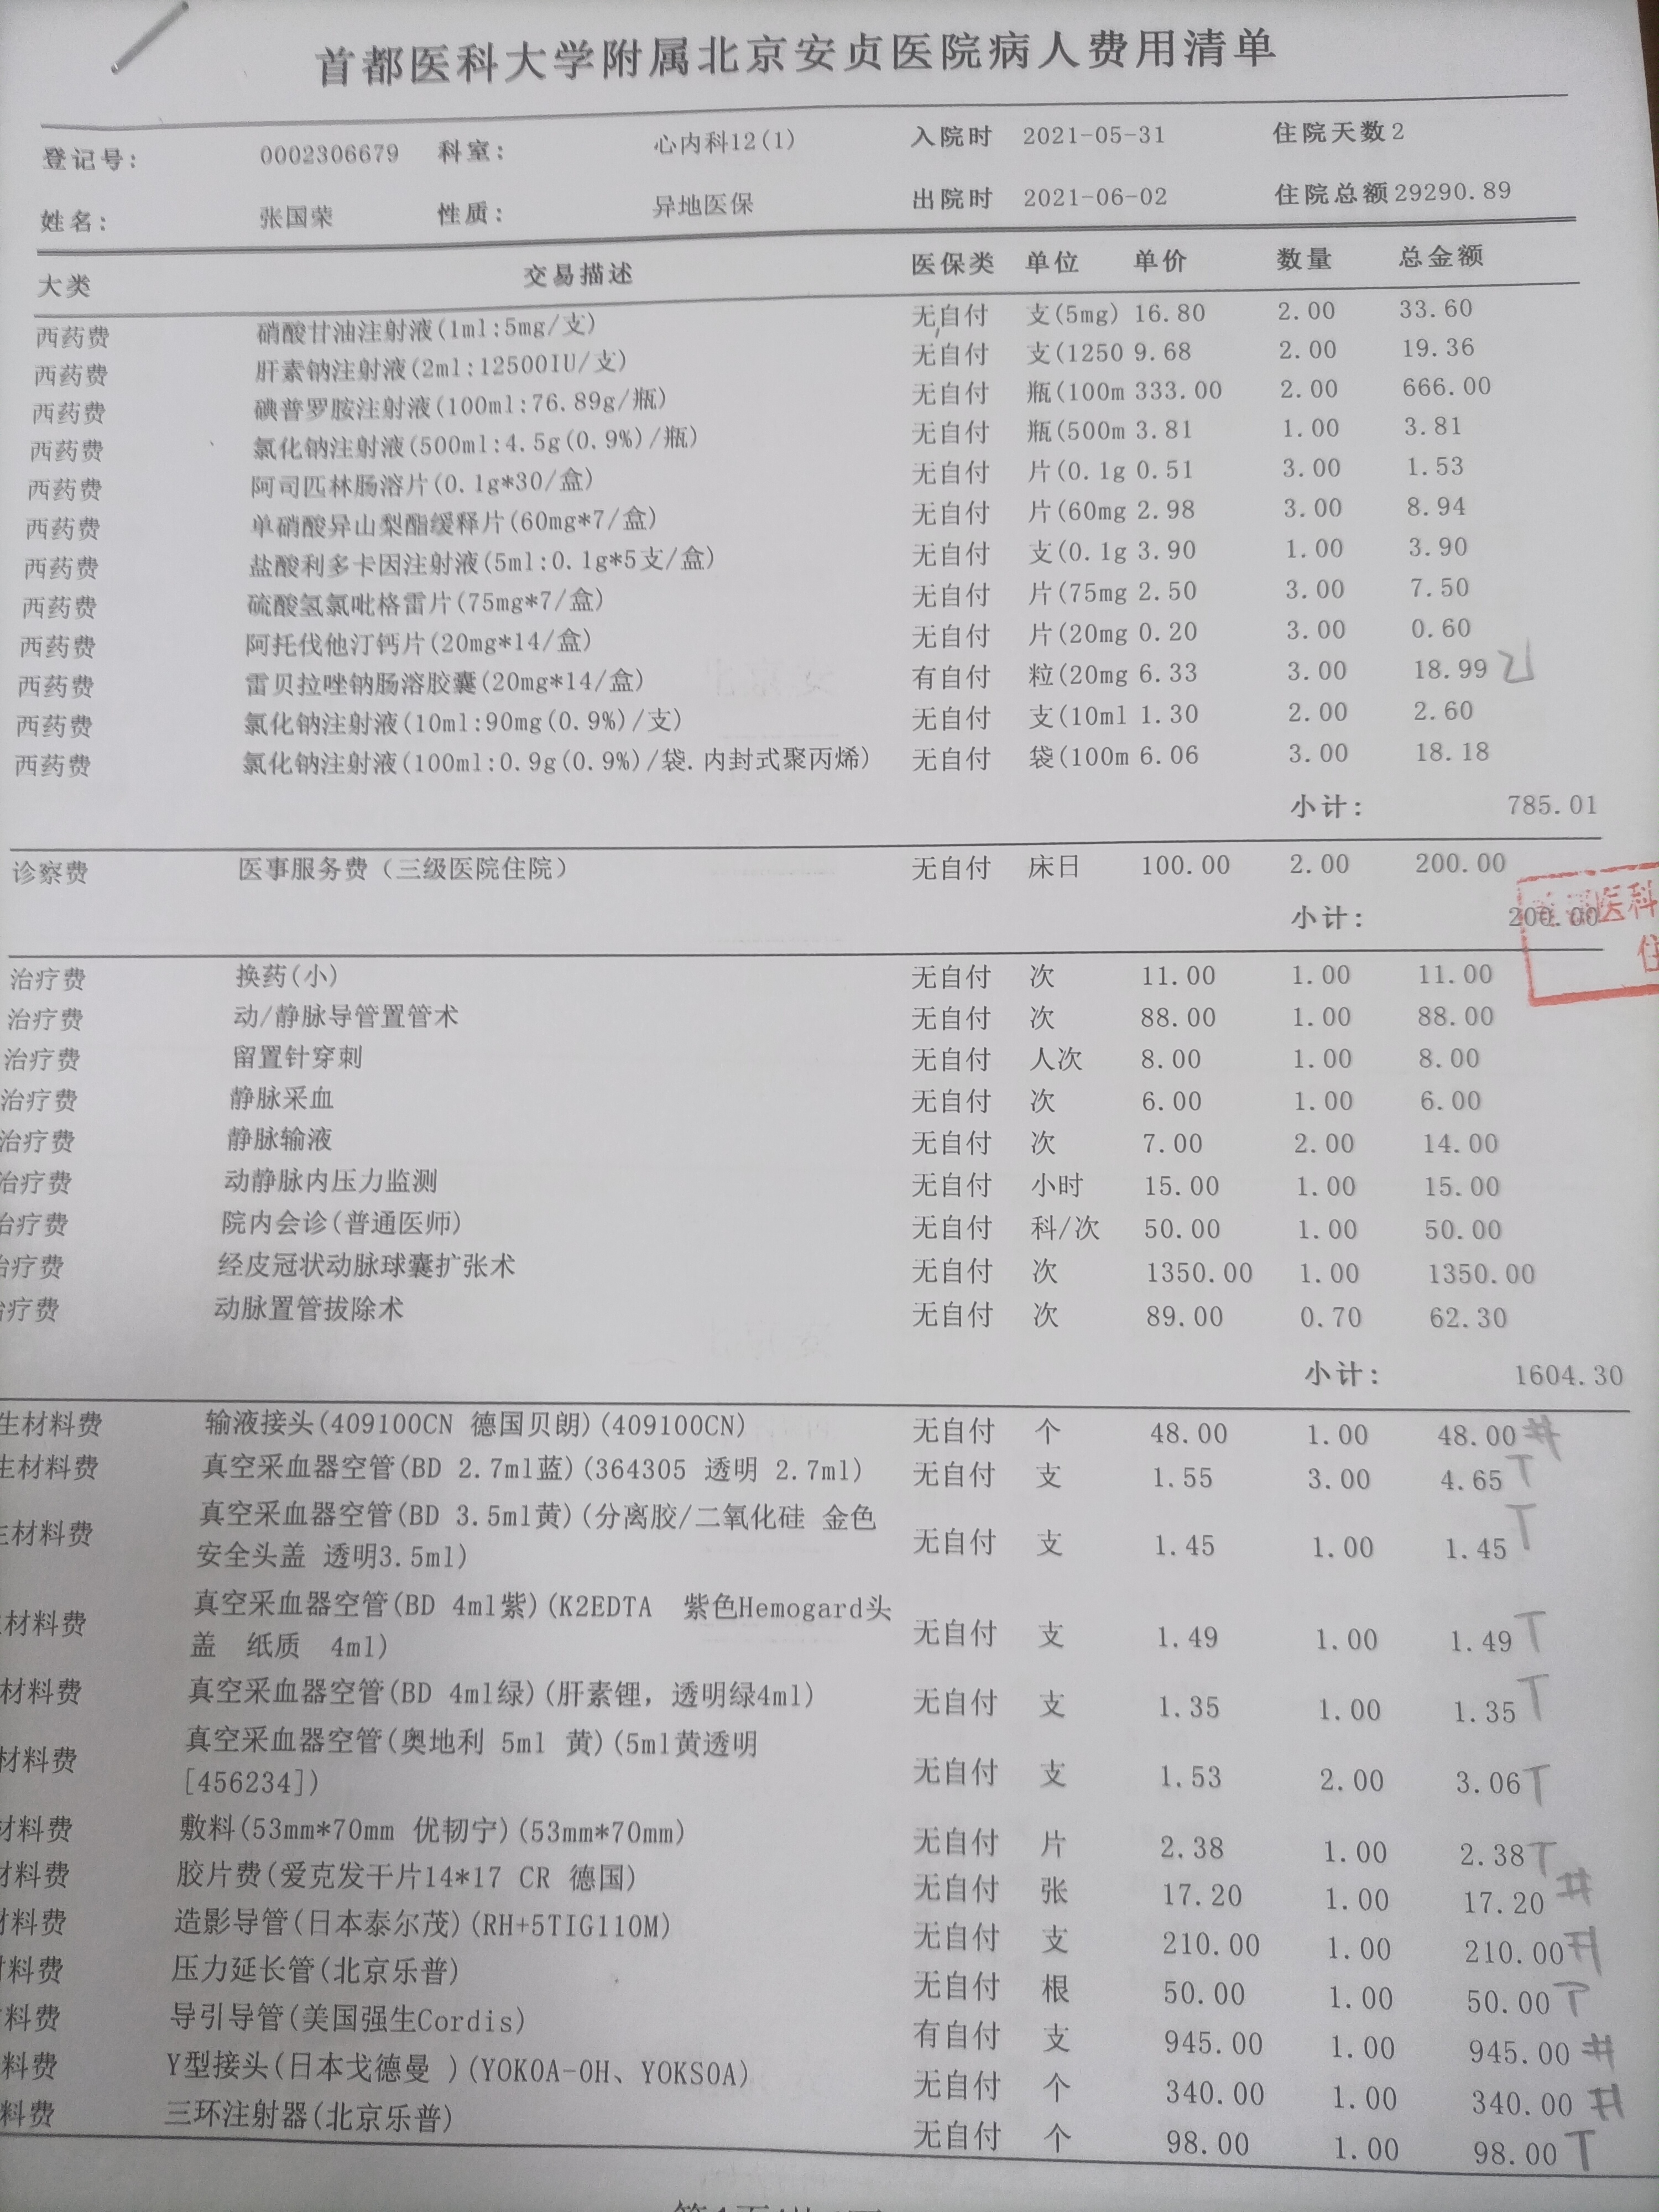 首都医科大学附属北京安贞医院病人费用清单
登记号: 0002306679 科室: 心内科12(1) 入院时 2021-05-31 住院天数2
姓名: 张国荣 性质: 异地医保 出院时 2021-06-02 住院总额29290.89
大类 交易描述 医保类 单位 单价 数量 总金额
西药费 硝酸甘油注射液(1ml:5mg/支) 无自付 支(5mg) 16.80 2.00 33.60
西药费 肝素钠注射液(2ml:12500IU/支) 无自付 支(1250 9.68 2.00 19.36
西药费 碘普罗胺注射液(100ml:76.89g/瓶) 无自付 瓶(100m 333.00 2.00 666.00
西药费 氯化钠注射液(500ml:4.5g(0.9%)/瓶) 无自付 瓶(500m 3.81 1.00 3.81
西药费 阿司匹林肠溶片(0.1g*30/盒) 无自付 片(0.1g 0.51 3.00 1.53
西药费 单硝酸异山梨酯缓释片(60mg*7/盒) 无自付 片(60mg 2.98 3.00 8.94
西药费 盐酸利多卡因注射液(5ml:0.1g*5支/盒) 无自付 支(0.1g 3.90 1.00 3.90
西药费 硫酸氢氯吡格雷片(75mg*7/盒) 无自付 片(75mg 2.50 3.00 7.50
西药费 阿托伐他汀钙片(20mg*14/盒) 无自付 片(20mg 0.20 3.00 0.60
西药费 雷贝拉唑钠肠溶胶囊(20mg*14/盒) 有自付 粒(20mg 6.33 3.00 18.99 乙
西药费 氯化钠注射液(10ml:90mg(0.9%)/支) 无自付 支(10ml 1.30 2.00 2.60
西药费 氯化钠注射液(100ml:0.9g(0.9%)/袋.内封式聚丙烯) 无自付 袋(100m 6.06 3.00 18.18
小计: 785.01
诊察费 医事服务费（三级医院住院） 无自付 床日 100.00 2.00 200.00
小计: 200.00
治疗费 换药(小) 无自付 次 11.00 1.00 11.00
治疗费 动/静脉导管置管术 无自付 次 88.00 1.00 88.00
治疗费 留置针穿刺 无自付 人次 8.00 1.00 8.00
治疗费 静脉采血 无自付 次 6.00 1.00 6.00
治疗费 静脉输液 无自付 次 7.00 2.00 14.00
治疗费 动静脉内压力监测 无自付 小时 15.00 1.00 15.00
治疗费 院内会诊(普通医师) 无自付 科/次 50.00 1.00 50.00
治疗费 经皮冠状动脉球囊扩张术 无自付 次 1350.00 1.00 1350.00
治疗费 动脉置管拔除术 无自付 次 89.00 0.70 62.30
小计: 1604.30
生材料费 输液接头(409100CN 德国贝朗)(409100CN) 无自付 个 48.00 1.00 48.00 #
生材料费 真空采血器空管(BD 2.7ml蓝)(364305 透明 2.7ml) 无自付 支 1.55 3.00 4.65 T
生材料费 真空采血器空管(BD 3.5ml黄)(分离胶/二氧化硅 金色 无自付 支 1.45 1.00 1.45 T
安全头盖 透明3.5ml)
材料费 真空采血器空管(BD 4ml紫)(K2EDTA 紫色Hemogard头 无自付 支 1.49 1.00 1.49 T
盖 纸质 4ml)
材料费 真空采血器空管(BD 4ml绿)(肝素锂，透明绿4ml) 无自付 支 1.35 1.00 1.35 T
材料费 真空采血器空管(奥地利 5ml 黄)(5ml黄透明 无自付 支 1.53 2.00 3.06 T
[456234])
材料费 敷料(53mm*70mm 优韧宁)(53mm*70mm) 无自付 片 2.38 1.00 2.38 T
材料费 胶片费(爱克发干片14*17 CR 德国) 无自付 张 17.20 1.00 17.20 #
材料费 造影导管(日本泰尔茂)(RH+5TIG110M) 无自付 支 210.00 1.00 210.00 #
料费 压力延长管(北京乐普) 无自付 根 50.00 1.00 50.00 T
料费 导引导管(美国强生Cordis) 有自付 支 945.00 1.00 945.00 #
料费 Y型接头(日本戈德曼 )(YOK0A-OH、YOKS0A) 无自付 个 340.00 1.00 340.00 #
料费 三环注射器(北京乐普) 无自付 个 98.00 1.00 98.00 T